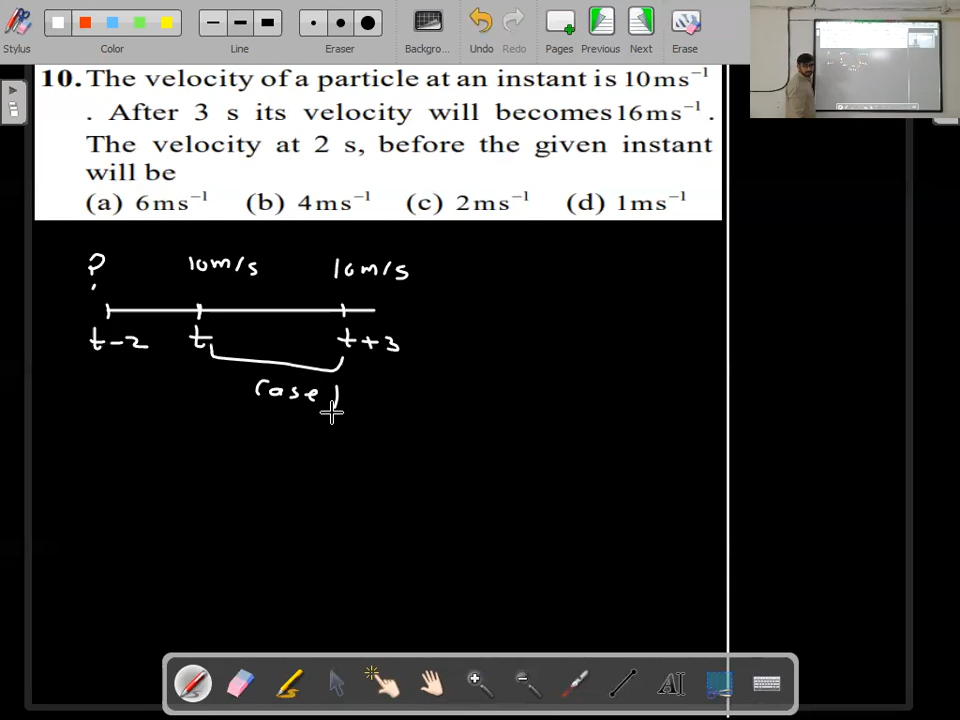 Stylus
Color
Line
Eraser
Backgro...
Undo
Redo
Pages
Previous
Next
Erase
10. The velocity of a particle at an instant is 10ms⁻¹
. After 3 s its velocity will becomes 16ms⁻¹.
The velocity at 2 s, before the given instant
will be
(a) 6ms⁻¹ (b) 4ms⁻¹ (c) 2ms⁻¹ (d) 1ms⁻¹
? 10m/s 10m/s
t-2 t t+3
Case 1